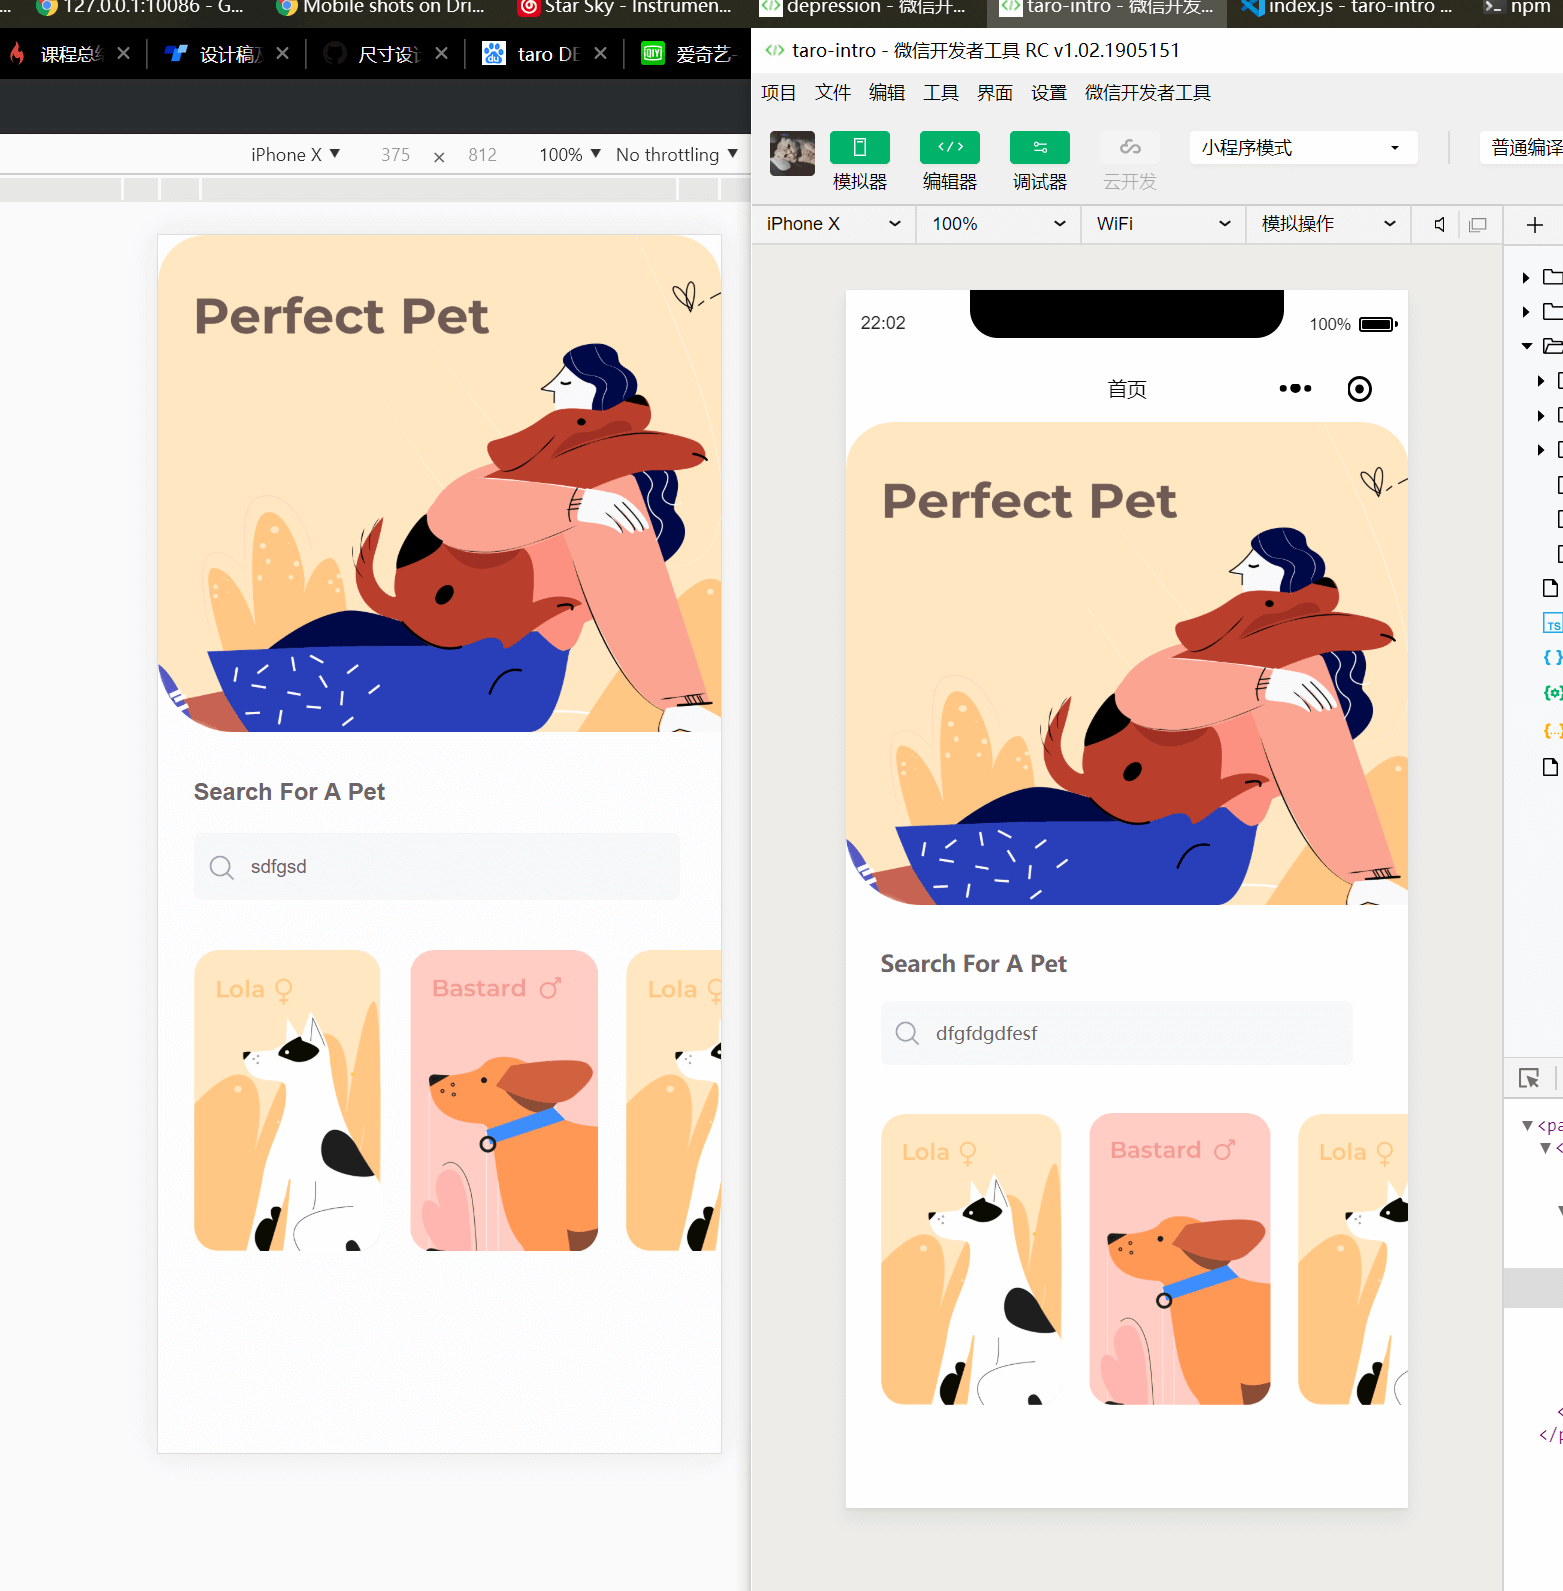 127.0.0.1:10086 - G...
Mobile shots on Dri...
Star Sky - Instrumen...
depression - 微信开...
taro-intro - 微信开发...
index.js - taro-intro ...
npm
课程总结
设计稿及
尺寸设计
taro DE
爱奇艺-
taro-intro - 微信开发者工具 RC v1.02.1905151
项目 文件 编辑 工具 界面 设置 微信开发者工具
iPhone X 375 × 812 100% No throttling
小程序模式
普通编译
模拟器 编辑器 调试器 云开发
iPhone X 100% WiFi 模拟操作
22:02
100%
首页
Perfect Pet
Search For A Pet
sdfgsd
Lola
Bastard
Lola
Perfect Pet
Search For A Pet
dfgfdgdfesf
Lola
Bastard
Lola
TS
<pa
<
<
</p